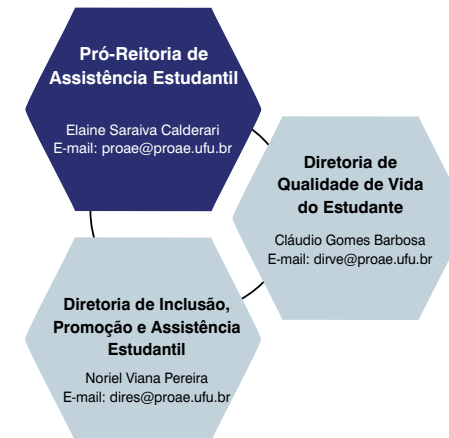 Pró-Reitoria de
Assistência Estudantil
Elaine Saraiva Calderari
E-mail: proae@proae.ufu.br
Diretoria de
Qualidade de Vida
do Estudante
Cláudio Gomes Barbosa
E-mail: dirve@proae.ufu.br
Diretoria de Inclusão,
Promoção e Assistência
Estudantil
Noriel Viana Pereira
E-mail: dires@proae.ufu.br